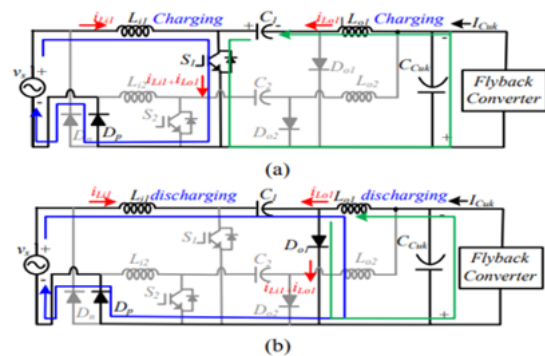 iLi1 Li1 Charging C1 iLo1 Lo1 Charging ICuk
+ + - -
S1
vs iLi1+iLo1 Do1 CCuk Flyback Converter
Li2 C2 Lo2
- S2
Dn Dp Do2 +
(a)
iLi1 Li1 discharging C1 iLo1 Lo1 discharging ICuk
+ -
S1 Do1
vs CCuk Flyback Converter
Li2 C2 Lo2
- S2 iLi1+iLo1
Dn Dp Do2 +
(b)